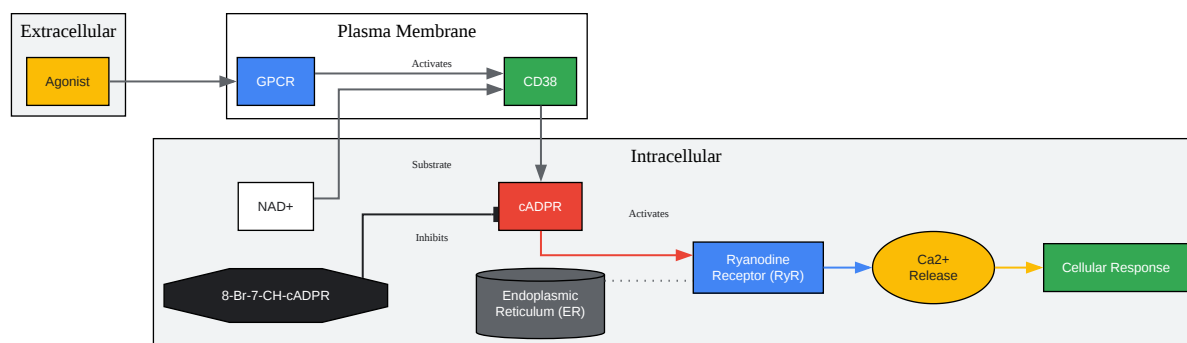 Extracellular
Plasma Membrane
Agonist
GPCR
Activates
CD38
Intracellular
Substrate
NAD+
cADPR
Activates
Inhibits
Ryanodine
Receptor (RyR)
Ca2+
Release
Cellular Response
8-Br-7-CH-cADPR
Endoplasmic
Reticulum (ER)